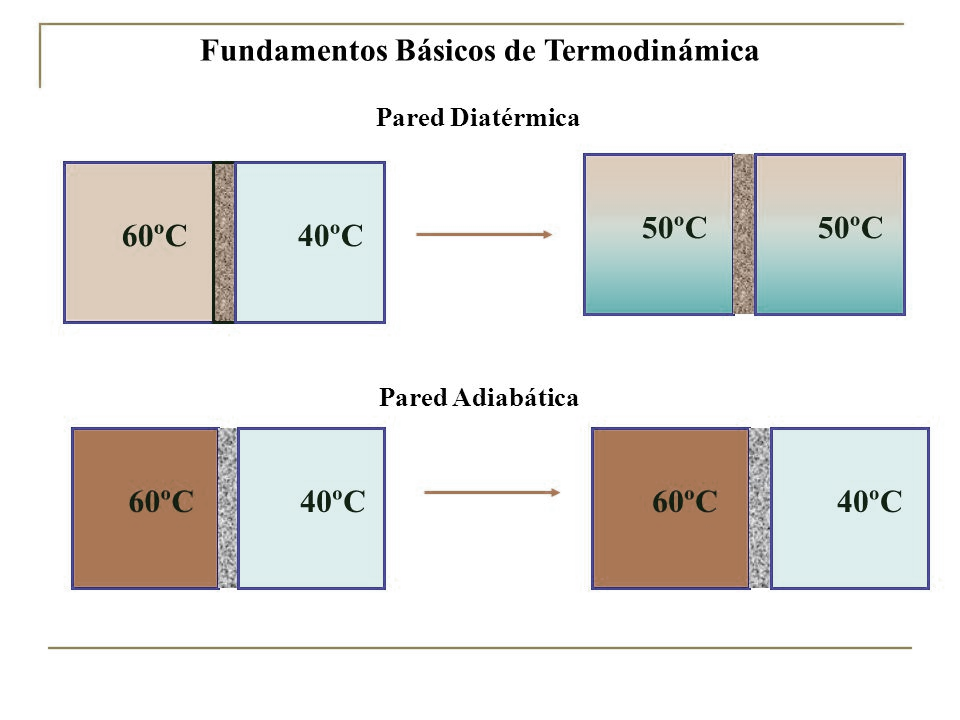 Fundamentos Básicos de Termodinámica
Pared Diatérmica
60ºC 40ºC 50ºC 50ºC
Pared Adiabática
60ºC 40ºC 60ºC 40ºC